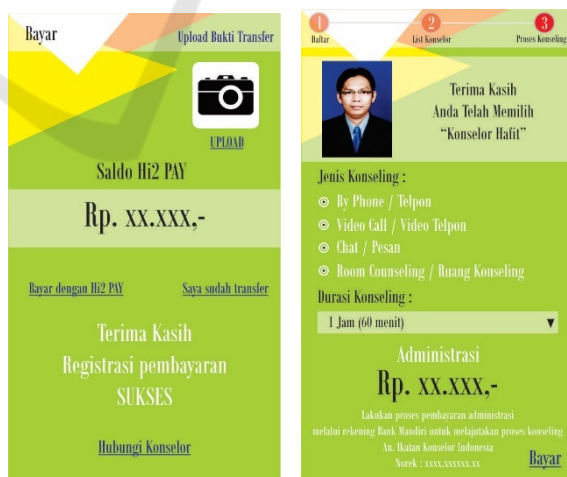 Bayar
Upload Bukti Transfer
UPLOAD
Saldo Hi2 PAY
Rp. xx.xxx,-
Bayar dengan Hi2 PAY
Saya sudah transfer
Terima Kasih
Registrasi pembayaran
SUKSES
Hubungi Konselor
1
2
3
Daftar
List Konselor
Proses Konseling
Terima Kasih
Anda Telah Memilih
“Konselor Hafit”
Jenis Konseling :
By Phone / Telpon
Video Call / Video Telpon
Chat / Pesan
Room Counseling / Ruang Konseling
Durasi Konseling :
1 Jam (60 menit)
Administrasi
Rp. xx.xxx,-
Lakukan proses pembayaran administrasi
melalui rekening Bank Mandiri untuk melajutakan proses konseling
An. Ikatan Konselor Indonesia
Norek : xxxx.xxxxxx.xx
Bayar